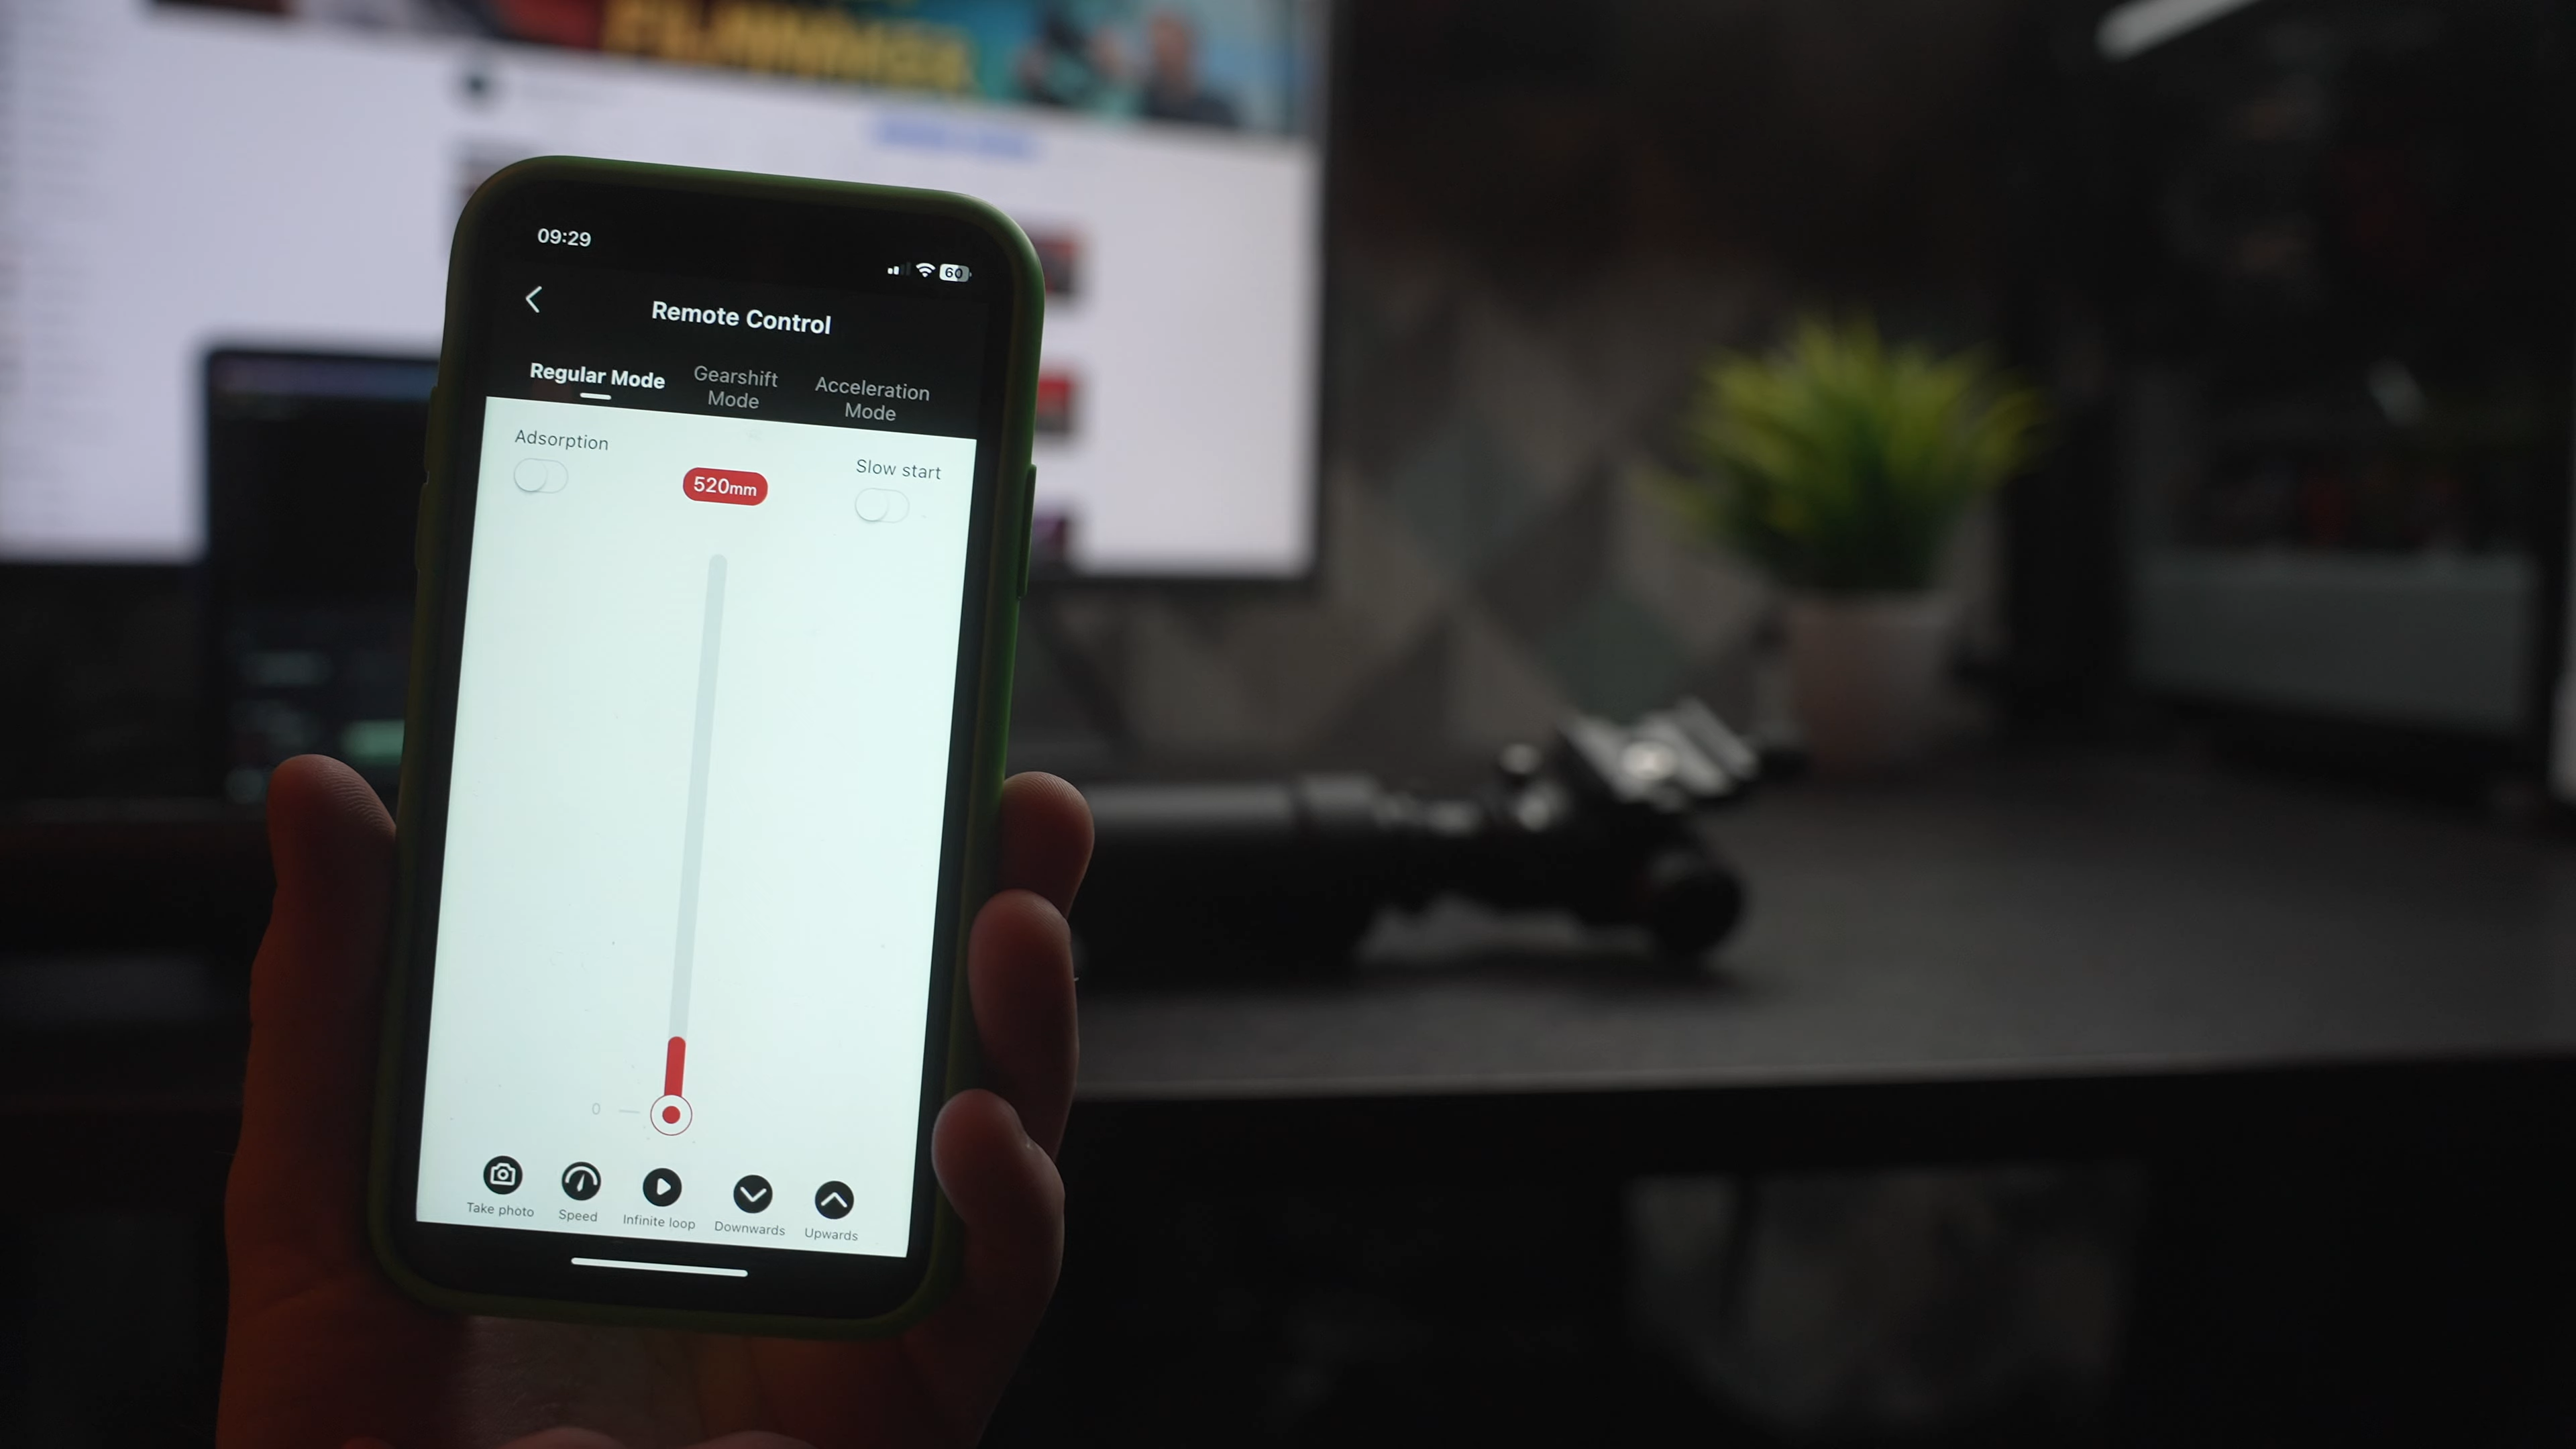 09:29
60
Remote Control
Regular Mode
Gearshift
Mode
Acceleration
Mode
Adsorption
520mm
Slow start
0
Take photo
Speed
Infinite loop
Downwards
Upwards